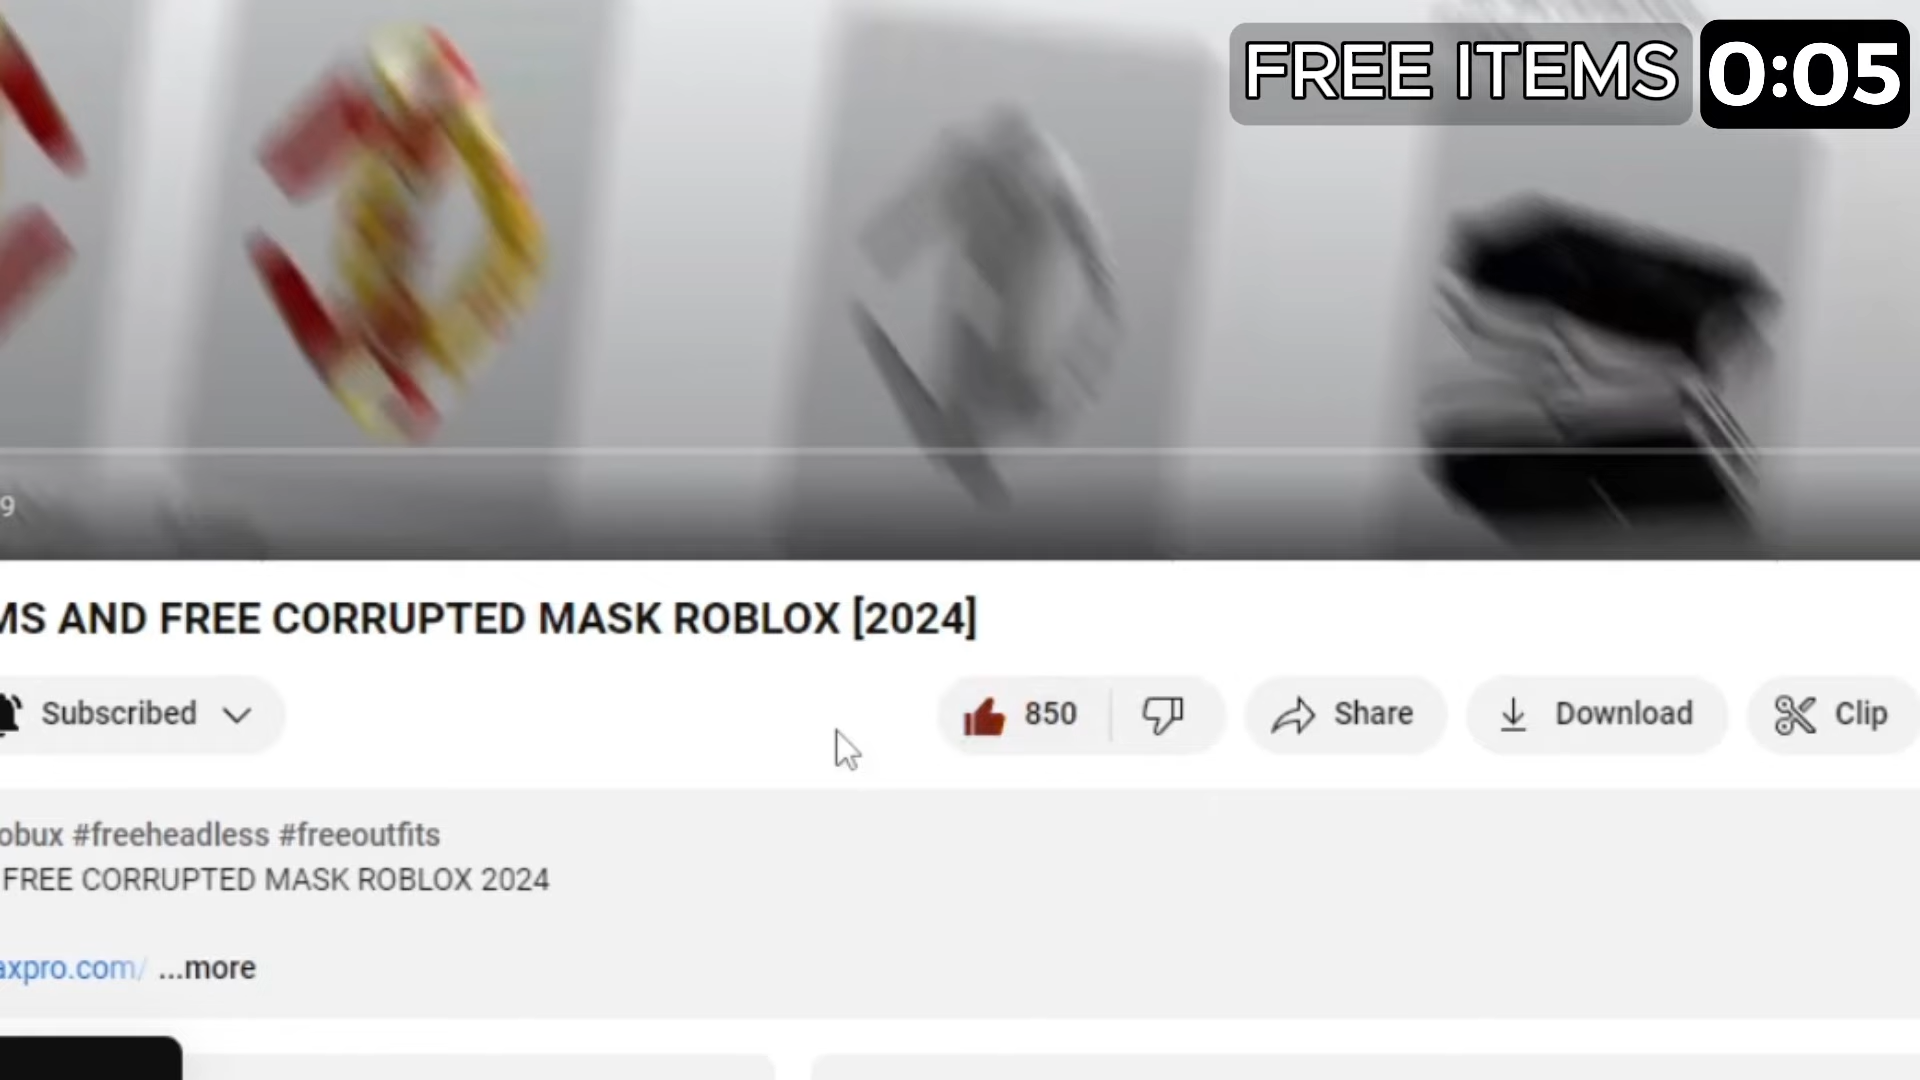 FREE ITEMS 0:05
9
MS AND FREE CORRUPTED MASK ROBLOX [2024]
Subscribed
850
Share
Download
Clip
obux #freeheadless #freeoutfits
FREE CORRUPTED MASK ROBLOX 2024
axpro.com/ ...more